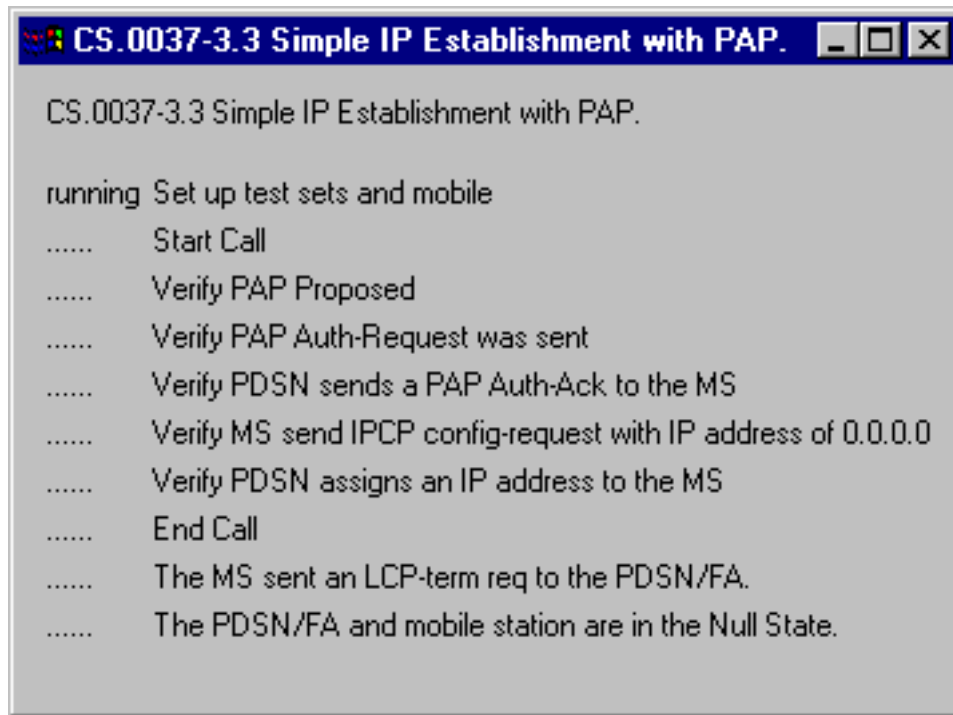 CS.0037-3.3 Simple IP Establishment with PAP.
CS.0037-3.3 Simple IP Establishment with PAP.
running Set up test sets and mobile
...... Start Call
...... Verify PAP Proposed
...... Verify PAP Auth-Request was sent
...... Verify PDSN sends a PAP Auth-Ack to the MS
...... Verify MS send IPCP config-request with IP address of 0.0.0.0
...... Verify PDSN assigns an IP address to the MS
...... End Call
...... The MS sent an LCP-term req to the PDSN/FA.
...... The PDSN/FA and mobile station are in the Null State.